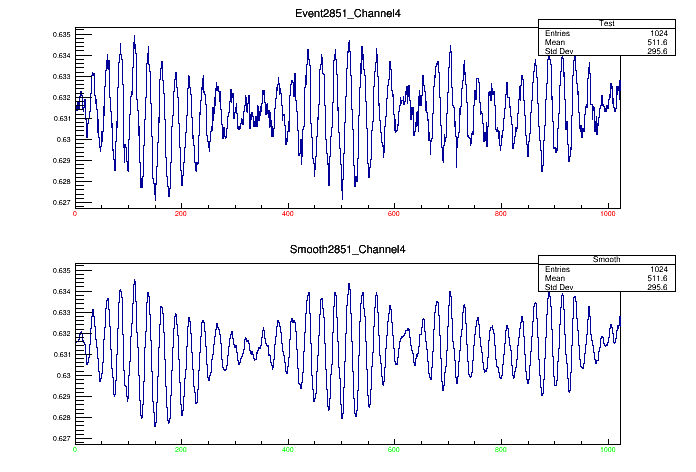 Event2851_Channel4
Test
Entries 1024
Mean 511.6
Std Dev 295.6
0.635
0.634
0.633
0.632
0.631
0.63
0.629
0.628
0.627
0 200 400 600 800 1000
Smooth2851_Channel4
Smooth
Entries 1024
Mean 511.6
Std Dev 295.6
0.635
0.634
0.633
0.632
0.631
0.63
0.629
0.628
0.627
0 200 400 600 800 1000